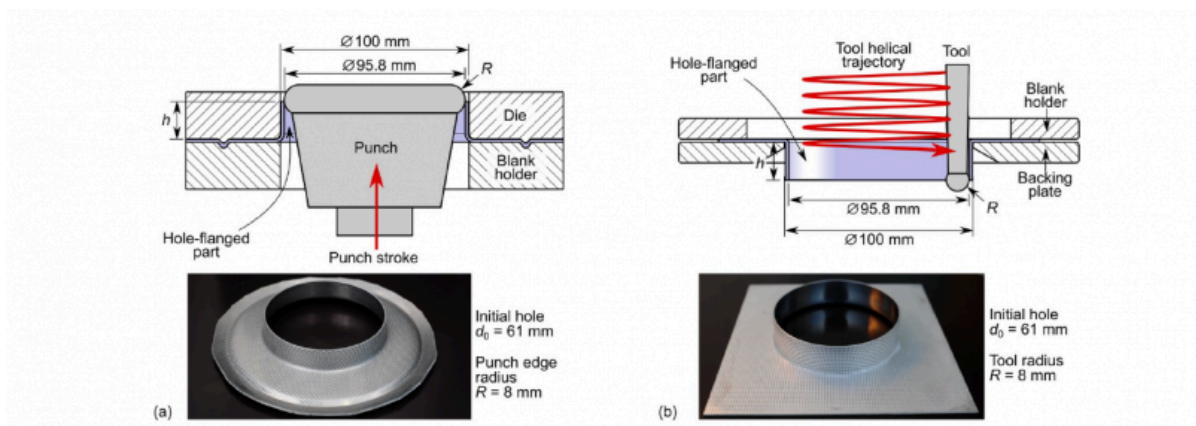 Ø100 mm
Ø95.8 mm
R
h
Die
Punch
Blank
holder
Hole-flanged
part
Punch stroke
Initial hole
d₀ = 61 mm
Punch edge
radius
R = 8 mm
(a)
Tool helical
trajectory
Tool
Hole-flanged
part
Blank
holder
h
Backing
plate
R
Ø95.8 mm
Ø100 mm
Initial hole
d₀ = 61 mm
Tool radius
R = 8 mm
(b)